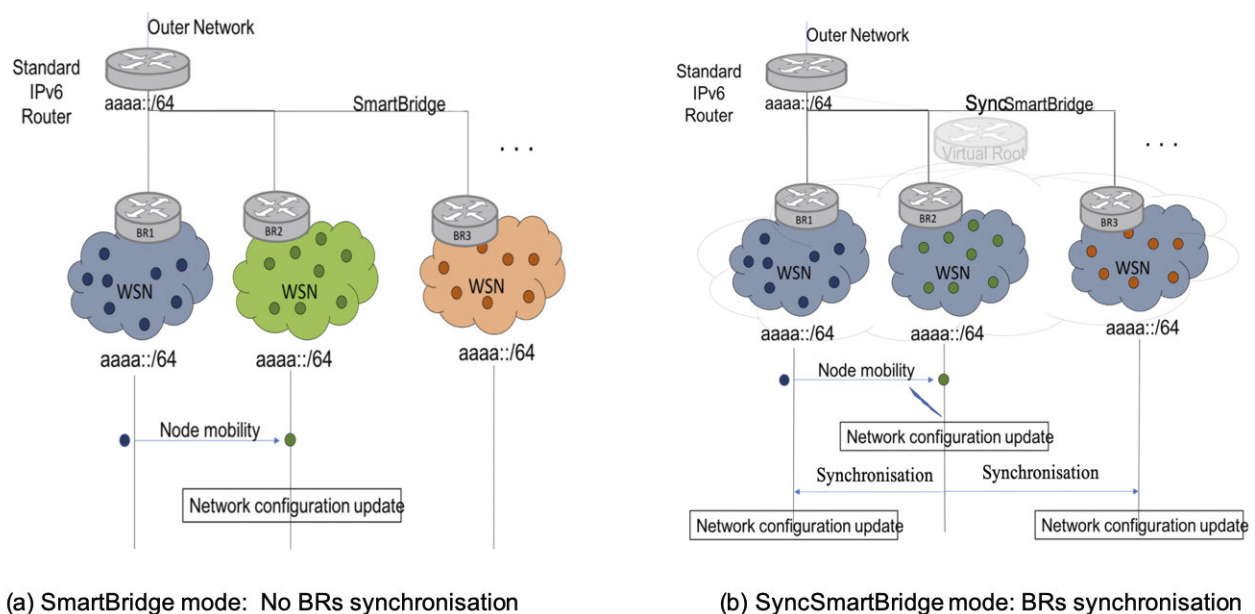 Outer Network
Standard
IPv6
Router
aaaa::/64
SmartBridge
. . .
BR1
BR2
BR3
WSN
WSN
WSN
aaaa::/64
aaaa::/64
aaaa::/64
Node mobility
Network configuration update
(a) SmartBridge mode: No BRs synchronisation
Outer Network
Standard
IPv6
Router
aaaa::/64
SyncSmartBridge
Virtual Root
. . .
BR1
BR2
BR3
WSN
WSN
WSN
aaaa::/64
aaaa::/64
aaaa::/64
Node mobility
Network configuration update
Synchronisation
Synchronisation
Network configuration update
Network configuration update
(b) SyncSmartBridge mode: BRs synchronisation